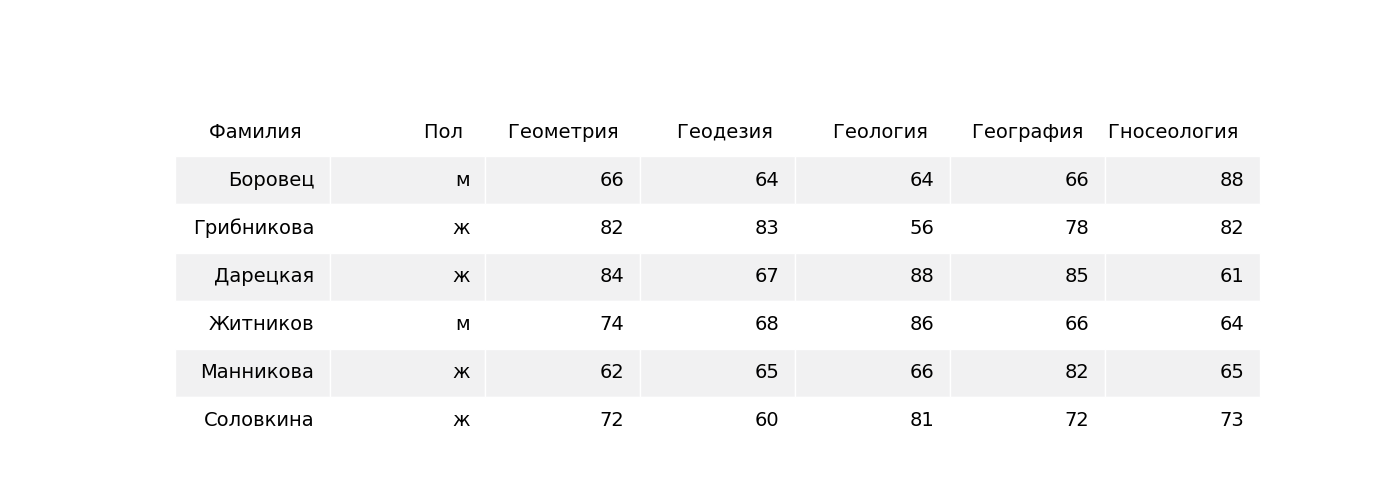 Фамилия Пол Геометрия Геодезия Геология География Гносеология
Боровец м 66 64 64 66 88
Грибникова ж 82 83 56 78 82
Дарецкая ж 84 67 88 85 61
Житников м 74 68 86 66 64
Манникова ж 62 65 66 82 65
Соловкина ж 72 60 81 72 73